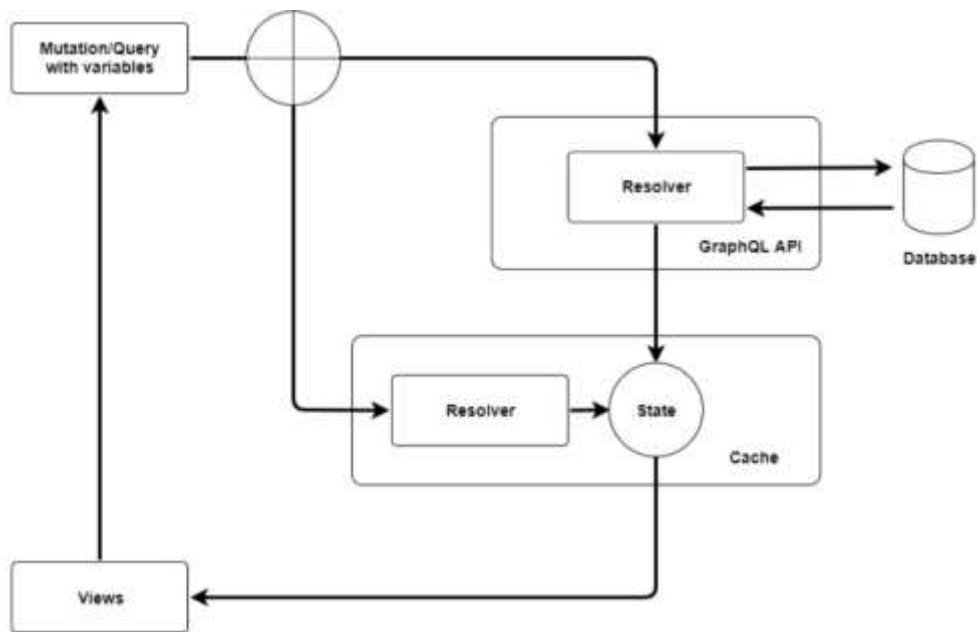 Mutation/Query
with variables
Resolver
GraphQL API
Database
Resolver
State
Cache
Views